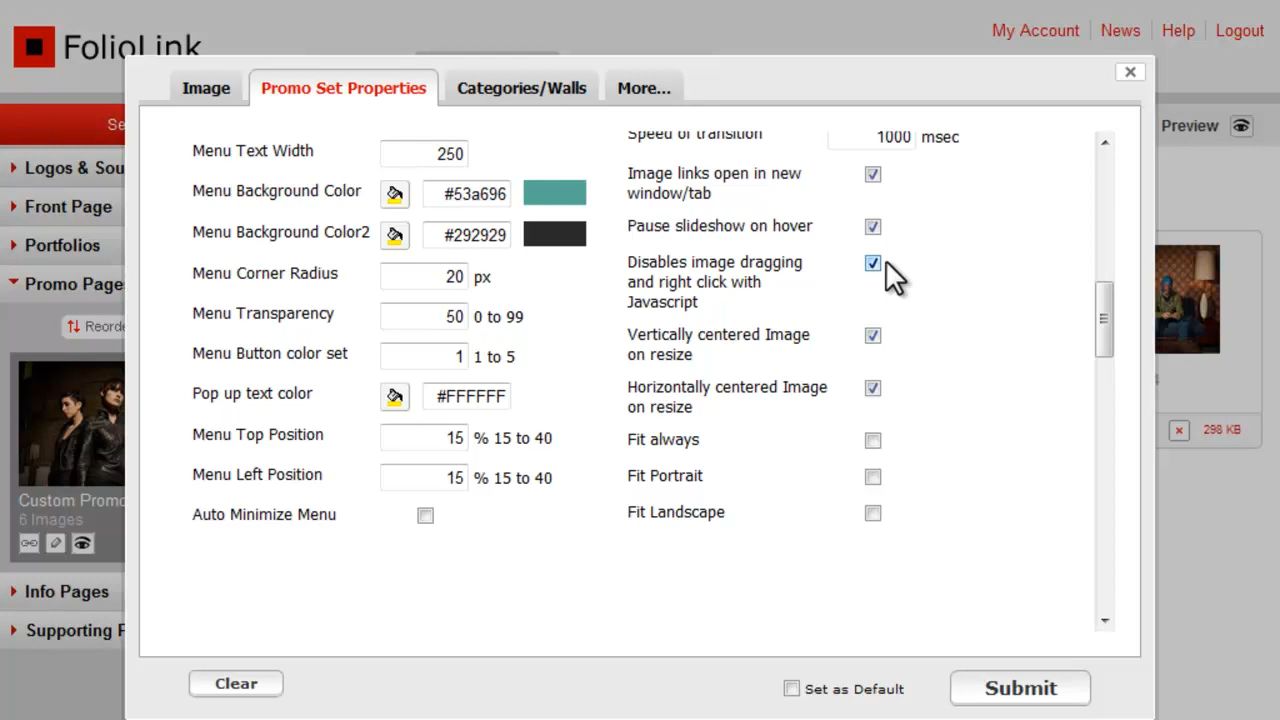 FolioLink
My Account
News
Help
Logout
Image
Promo Set Properties
Categories/Walls
More...
Preview
Se
Logos & Sou
Front Page
Portfolios
Promo Page
Reorde
Custom Promo
6 Images
Info Pages
Supporting F
Menu Text Width
250
Menu Background Color
#53a696
Menu Background Color2
#292929
Menu Corner Radius
20 px
Menu Transparency
50 0 to 99
Menu Button color set
1 1 to 5
Pop up text color
#FFFFFF
Menu Top Position
15 % 15 to 40
Menu Left Position
15 % 15 to 40
Auto Minimize Menu
Speed of transition
1000 msec
Image links open in new
window/tab
Pause slideshow on hover
Disables image dragging
and right click with
Javascript
Vertically centered Image
on resize
Horizontally centered Image
on resize
Fit always
Fit Portrait
Fit Landscape
298 KB
Clear
Set as Default
Submit